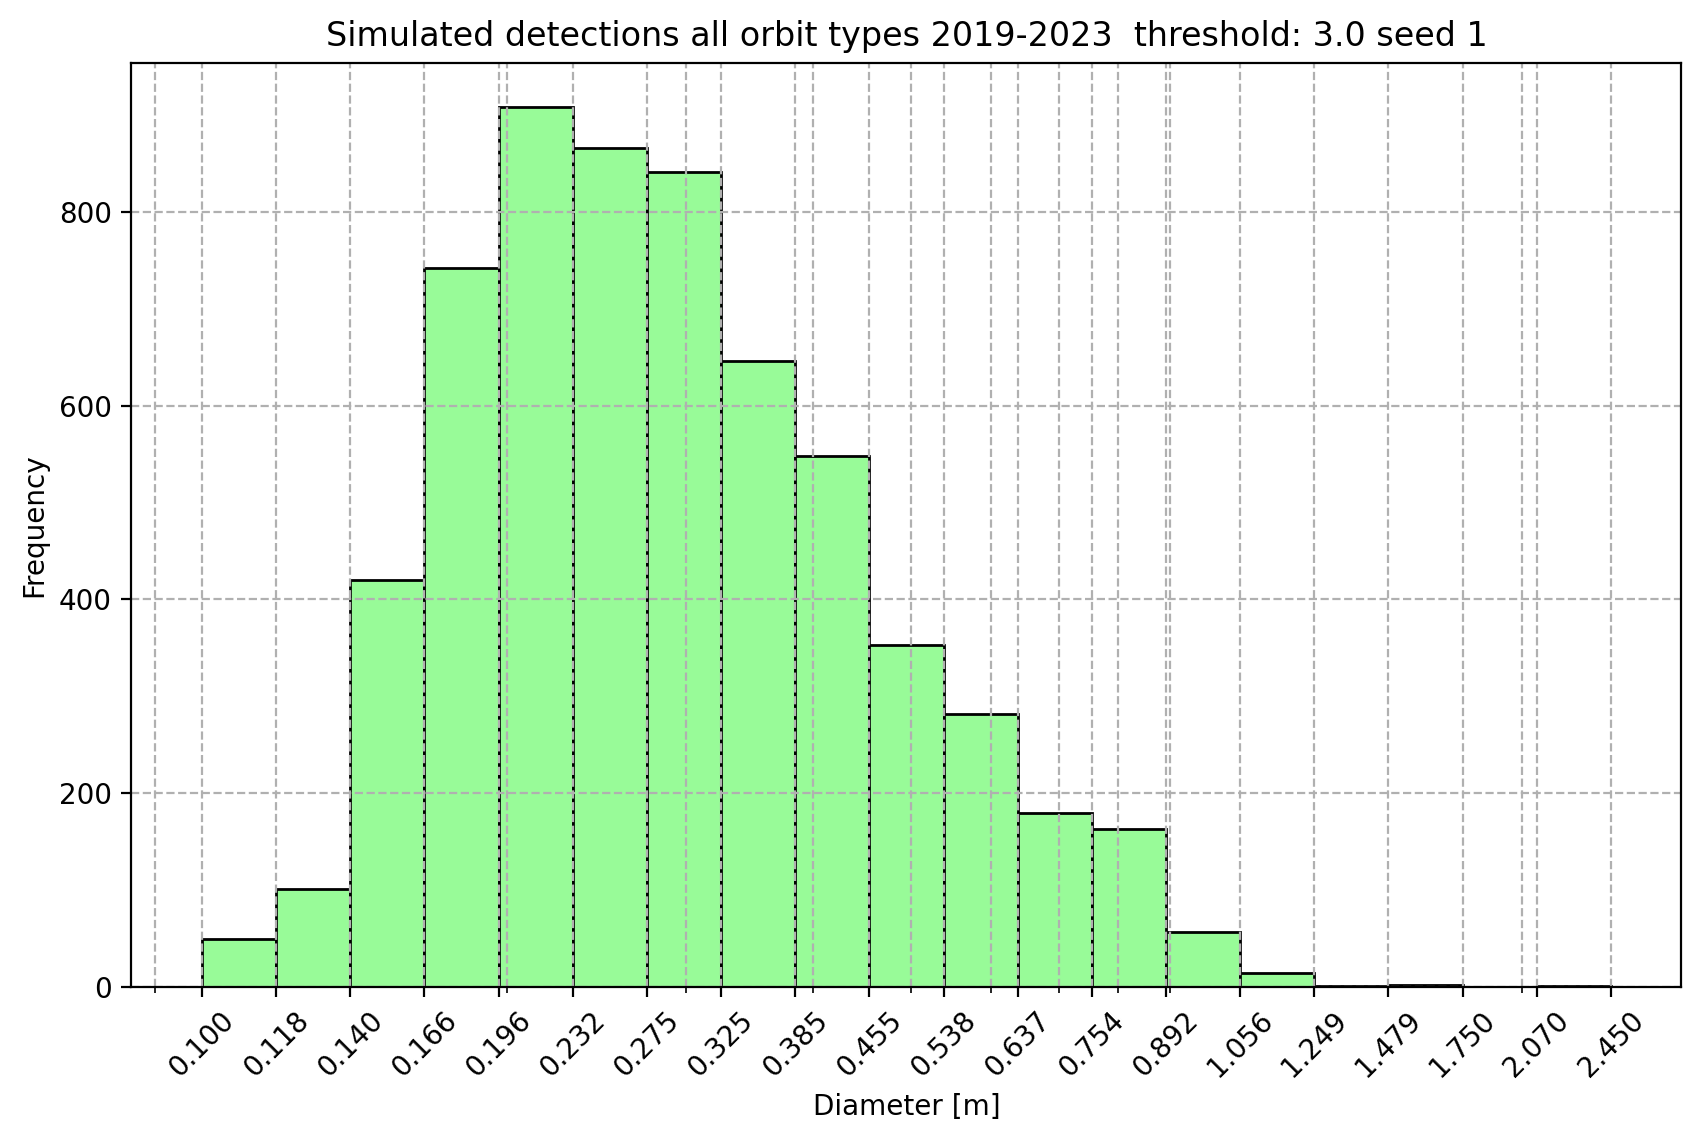 Simulated detections all orbit types 2019-2023  threshold: 3.0 seed 1
Frequency
800
600
400
200
0
0.100 0.118 0.140 0.166 0.196 0.232 0.275 0.325 0.385 0.455 0.538 0.637 0.754 0.892 1.056 1.249 1.479 1.750 2.070 2.450
Diameter [m]